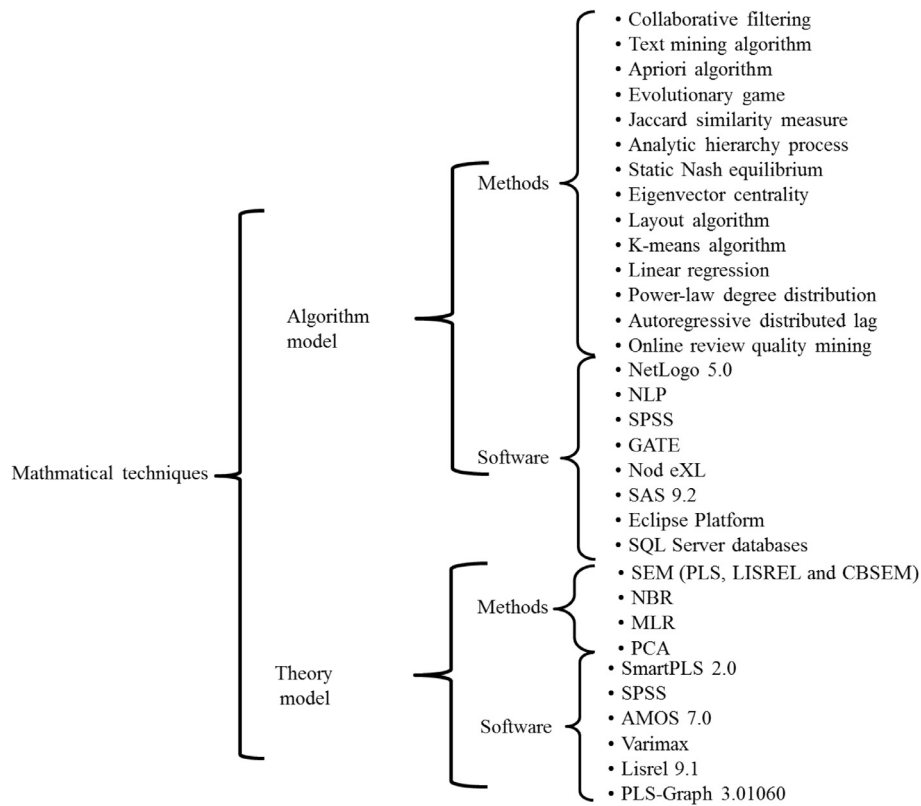 Mathmatical techniques
Algorithm
model
Methods
• Collaborative filtering
• Text mining algorithm
• Apriori algorithm
• Evolutionary game
• Jaccard similarity measure
• Analytic hierarchy process
• Static Nash equilibrium
• Eigenvector centrality
• Layout algorithm
• K-means algorithm
• Linear regression
• Power-law degree distribution
• Autoregressive distributed lag
• Online review quality mining
Software
• NetLogo 5.0
• NLP
• SPSS
• GATE
• Nod eXL
• SAS 9.2
• Eclipse Platform
• SQL Server databases
Theory
model
Methods
• SEM (PLS, LISREL and CBSEM)
• NBR
• MLR
• PCA
Software
• SmartPLS 2.0
• SPSS
• AMOS 7.0
• Varimax
• Lisrel 9.1
• PLS-Graph 3.01060